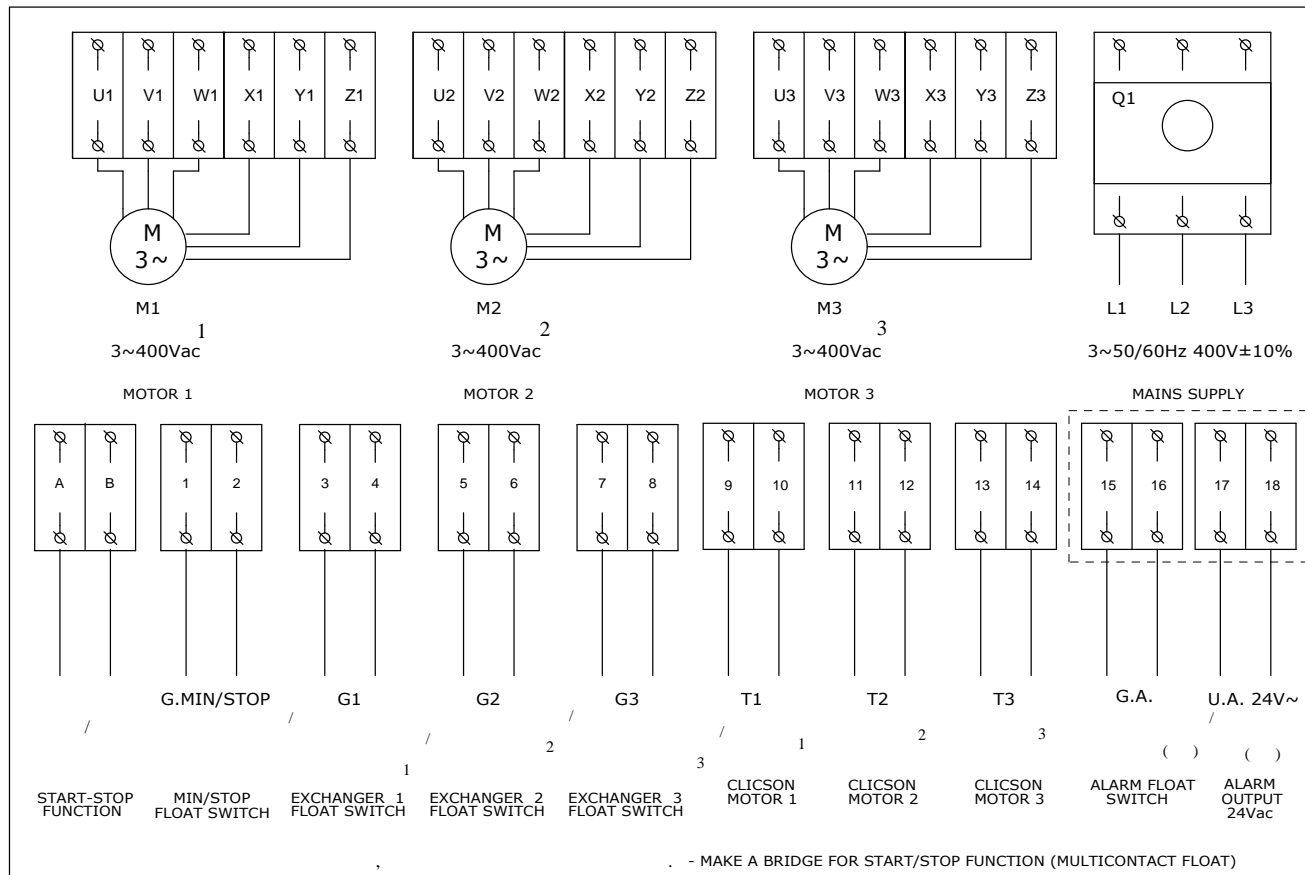 U1 V1 W1 X1 Y1 Z1 U2 V2 W2 X2 Y2 Z2 U3 V3 W3 X3 Y3 Z3 Q1
M M M
3~ 3~ 3~
M1 M2 M3 L1 L2 L3
1 2 3
3~400Vac 3~400Vac 3~400Vac 3~50/60Hz 400V±10%
MOTOR 1 MOTOR 2 MOTOR 3 MAINS SUPPLY
A B 1 2 3 4 5 6 7 8 9 10 11 12 13 14 15 16 17 18
G.MIN/STOP G1 G2 G3 T1 T2 T3 G.A. U.A. 24V~
/ / / / / /
2 1 2 3
1 3 ( ) ( )
START-STOP
FUNCTION
MIN/STOP
FLOAT SWITCH
EXCHANGER 1
FLOAT SWITCH
EXCHANGER 2
FLOAT SWITCH
EXCHANGER 3
FLOAT SWITCH
CLICSON
MOTOR 1
CLICSON
MOTOR 2
CLICSON
MOTOR 3
ALARM FLOAT
SWITCH
ALARM
OUTPUT
24Vac
, . - MAKE A BRIDGE FOR START/STOP FUNCTION (MULTICONTACT FLOAT)